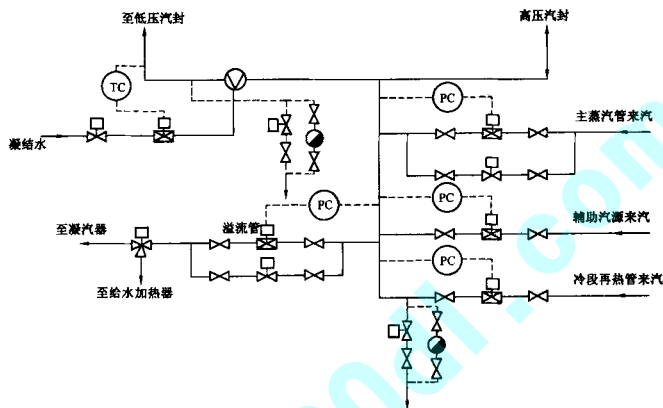 至低压汽封
高压汽封
TC
PC
主蒸汽管来汽
凝结水
PC
PC
至凝汽器
溢流管
辅助汽源来汽
PC
至给水加热器
冷段再热管来汽